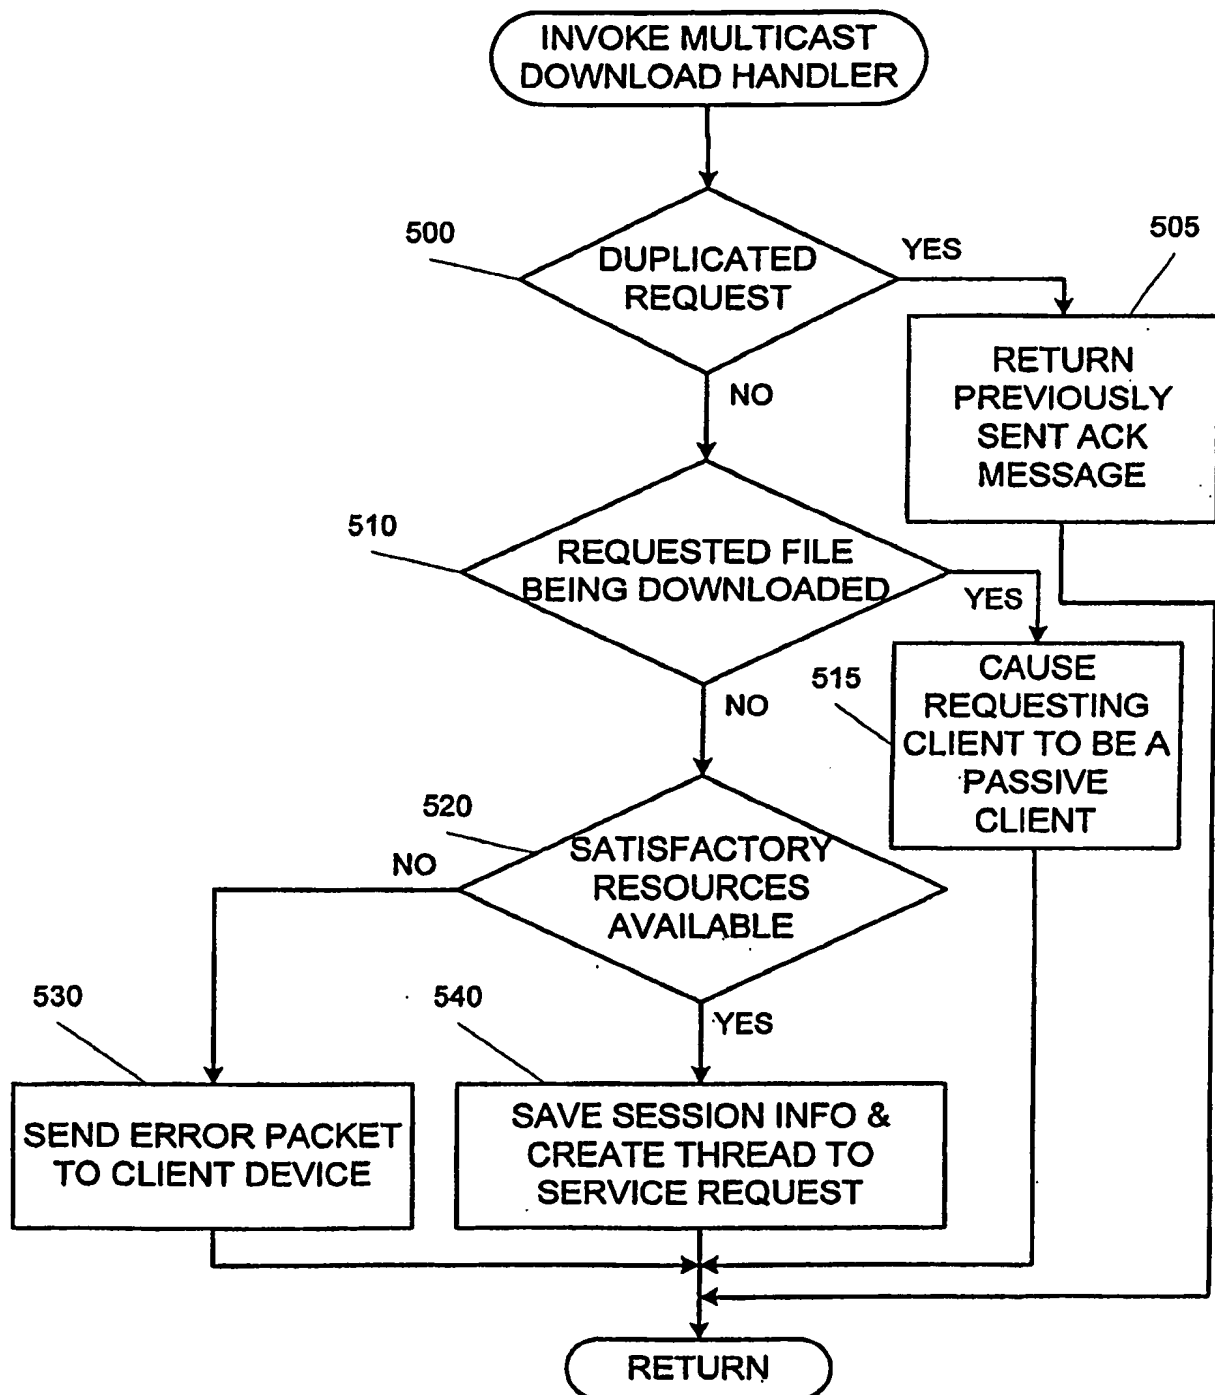 INVOKE MULTICAST
DOWNLOAD HANDLER
500
DUPLICATED
REQUEST
YES
505
NO
RETURN
PREVIOUSLY
SENT ACK
MESSAGE
510
REQUESTED FILE
BEING DOWNLOADED
YES
NO
515
CAUSE
REQUESTING
CLIENT TO BE A
PASSIVE
CLIENT
520
SATISFACTORY
RESOURCES
AVAILABLE
NO
YES
530
SEND ERROR PACKET
TO CLIENT DEVICE
540
SAVE SESSION INFO &
CREATE THREAD TO
SERVICE REQUEST
RETURN